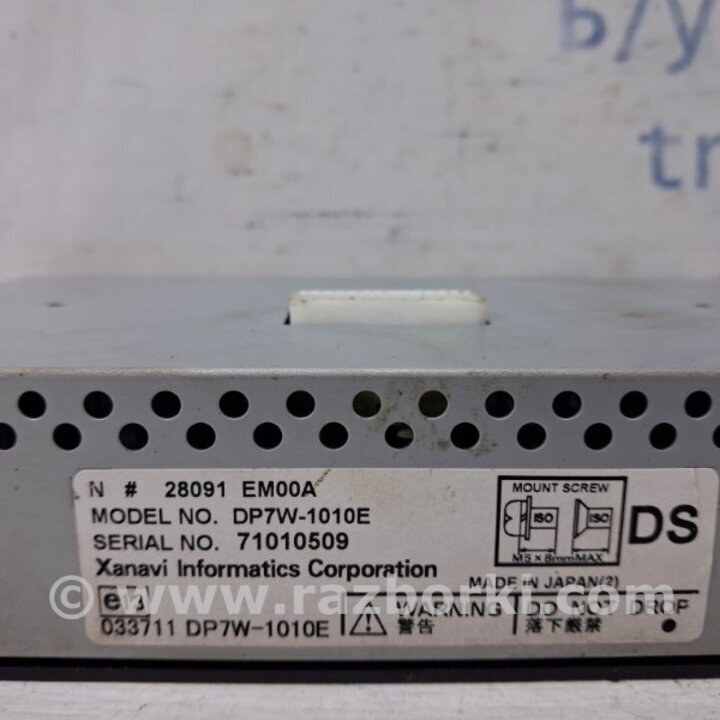 Б/у
N # 28091 EM00A
MODEL NO. DP7W-1010E
SERIAL NO. 71010509
Xanavi Informatics Corporation
MOUNT SCREW
ISO ISO
M5×8mmMAX
DS
MADE IN JAPAN(2)
033711 DP7W-1010E
WARNING
警告
DO NOT DROP
落下厳禁
www.razborki.com